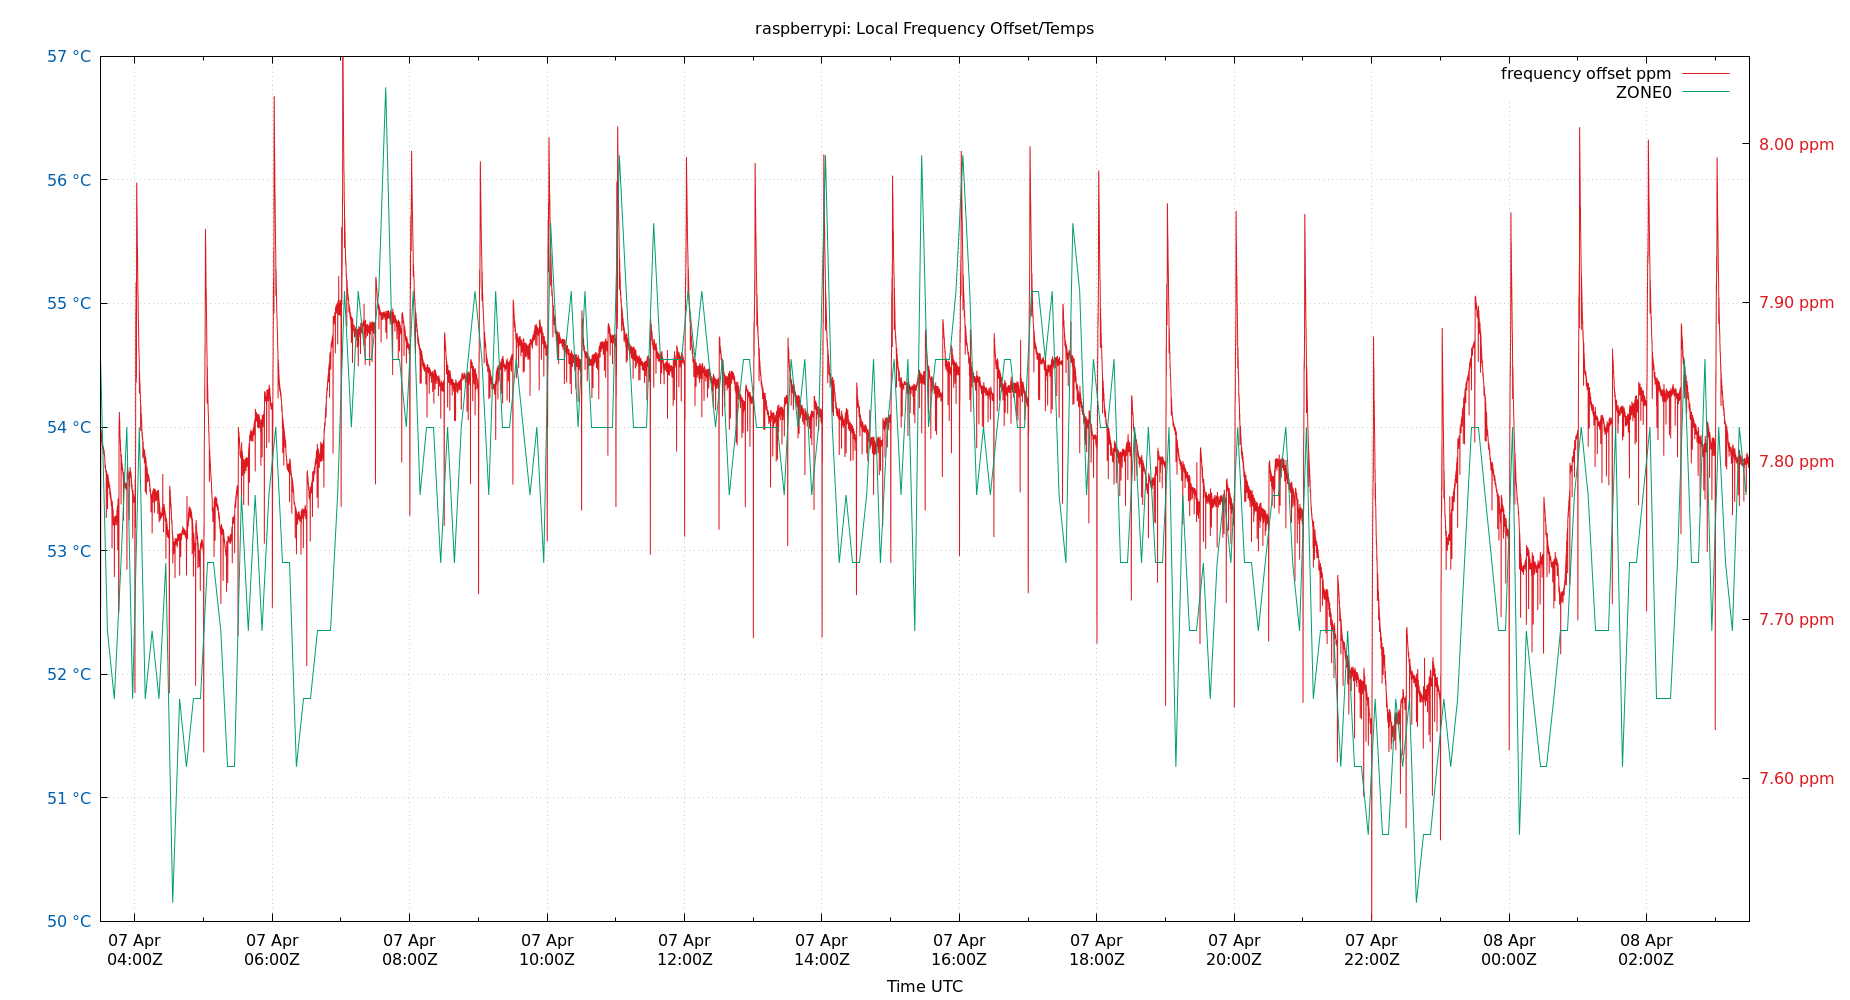 raspberrypi: Local Frequency Offset/Temps
frequency offset ppm
ZONE0
57 °C
56 °C
55 °C
54 °C
53 °C
52 °C
51 °C
50 °C
8.00 ppm
7.90 ppm
7.80 ppm
7.70 ppm
7.60 ppm
07 Apr 07 Apr 07 Apr 07 Apr 07 Apr 07 Apr 07 Apr 07 Apr 07 Apr 07 Apr 08 Apr 08 Apr
04:00Z 06:00Z 08:00Z 10:00Z 12:00Z 14:00Z 16:00Z 18:00Z 20:00Z 22:00Z 00:00Z 02:00Z
Time UTC